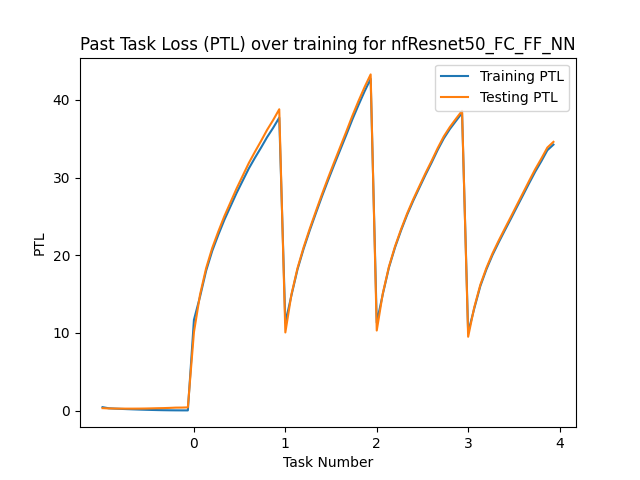 Past Task Loss (PTL) over training for nfResnet50_FC_FF_NN
Training PTL
Testing PTL
40
30
20
10
0
PTL
0 1 2 3 4
Task Number